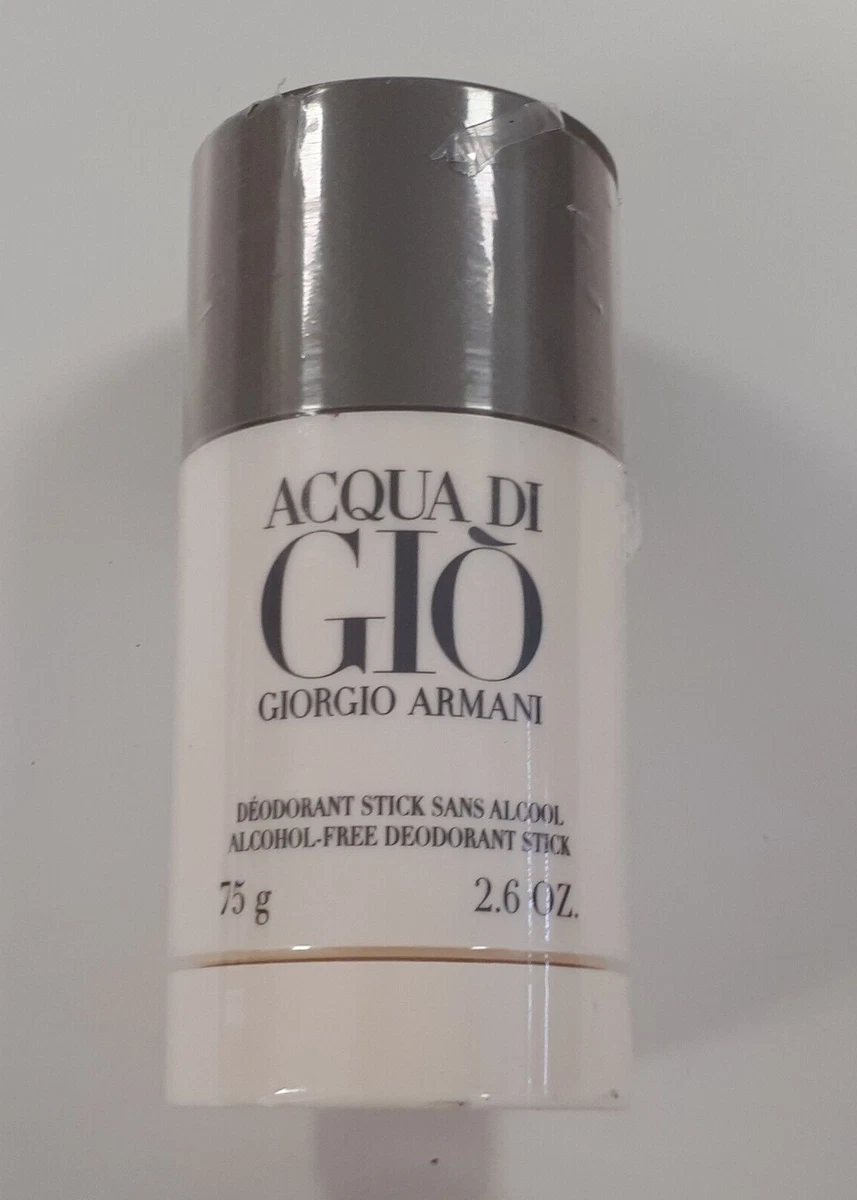 ACQUA DI
GIÒ
GIORGIO ARMANI
DÉODORANT STICK SANS ALCOOL
ALCOHOL-FREE DEODORANT STICK
75 g 2.6 OZ.